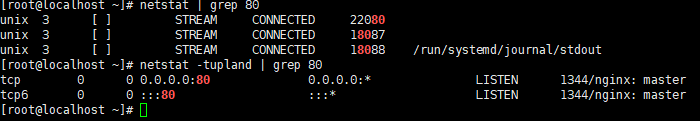 [root@localhost ~]# netstat | grep 80
unix 3 [ ] STREAM CONNECTED 22080
unix 3 [ ] STREAM CONNECTED 18087
unix 3 [ ] STREAM CONNECTED 18088 /run/systemd/journal/stdout
[root@localhost ~]# netstat -tupland | grep 80
tcp 0 0 0.0.0.0:80 0.0.0.0:* LISTEN 1344/nginx: master
tcp6 0 0 :::80 :::* LISTEN 1344/nginx: master
[root@localhost ~]#